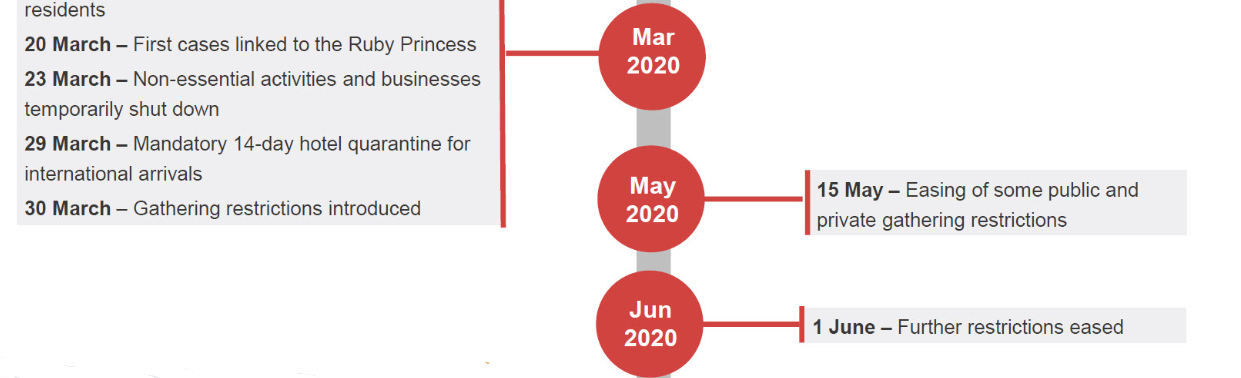 residents
20 March – First cases linked to the Ruby Princess
23 March – Non-essential activities and businesses
temporarily shut down
29 March – Mandatory 14-day hotel quarantine for
international arrivals
30 March – Gathering restrictions introduced
Mar
2020
May
2020
15 May – Easing of some public and
private gathering restrictions
Jun
2020
1 June – Further restrictions eased